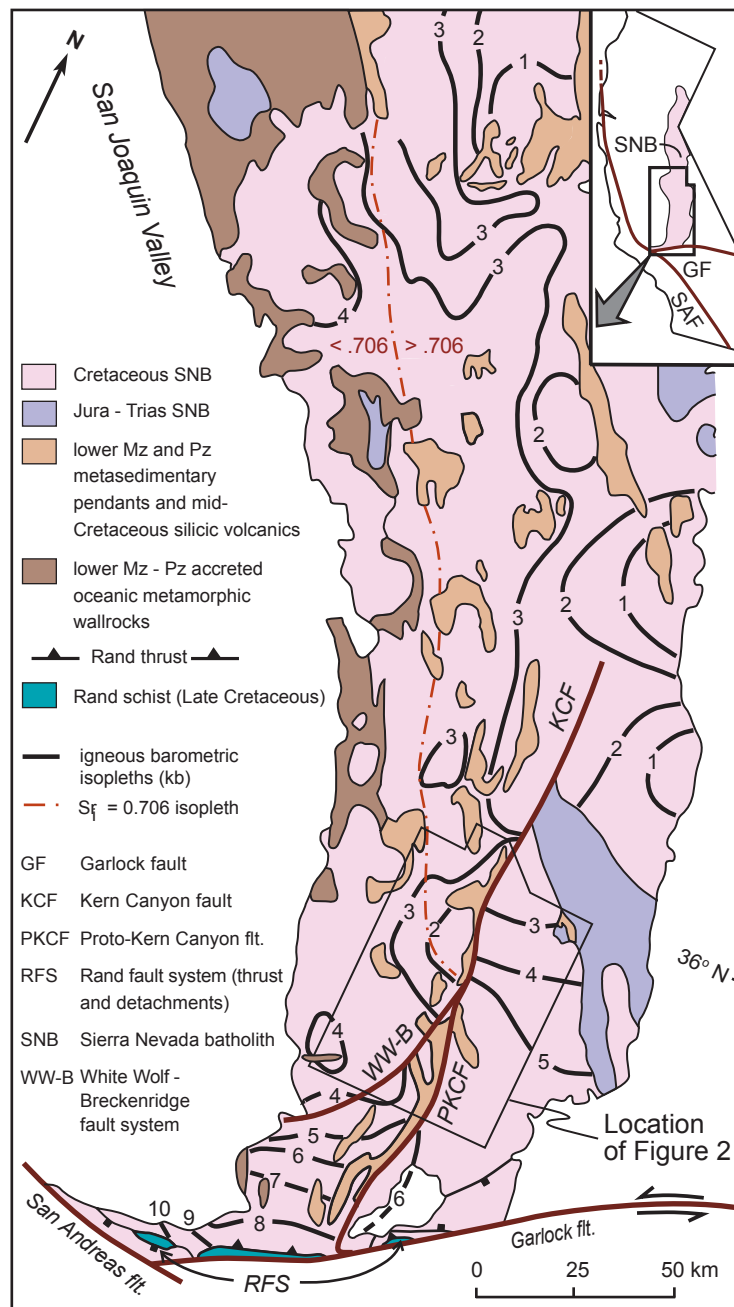 N
San Joaquin Valley
3
2
1
SNB
GF
SAF
3
3
4
< .706
> .706
2
Cretaceous SNB
Jura - Trias SNB
lower Mz and Pz
metasedimentary
pendants and mid-
Cretaceous silicic volcanics
lower Mz - Pz accreted
oceanic metamorphic
wallrocks
Rand thrust
Rand schist (Late Cretaceous)
igneous barometric
isopleths (kb)
Sri = 0.706 isopleth
GF Garlock fault
KCF Kern Canyon fault
PKCF Proto-Kern Canyon flt.
RFS Rand fault system (thrust
and detachments)
SNB Sierra Nevada batholith
WW-B White Wolf -
Breckenridge
fault system
3
2
1
KCF
3
2
1
3
2
3
4
36º N
4
WW-B
PKCF
5
4
5
6
7
Location
of Figure 2
6
10
9
8
San Andreas flt.
RFS
Garlock flt.
0 25 50 km